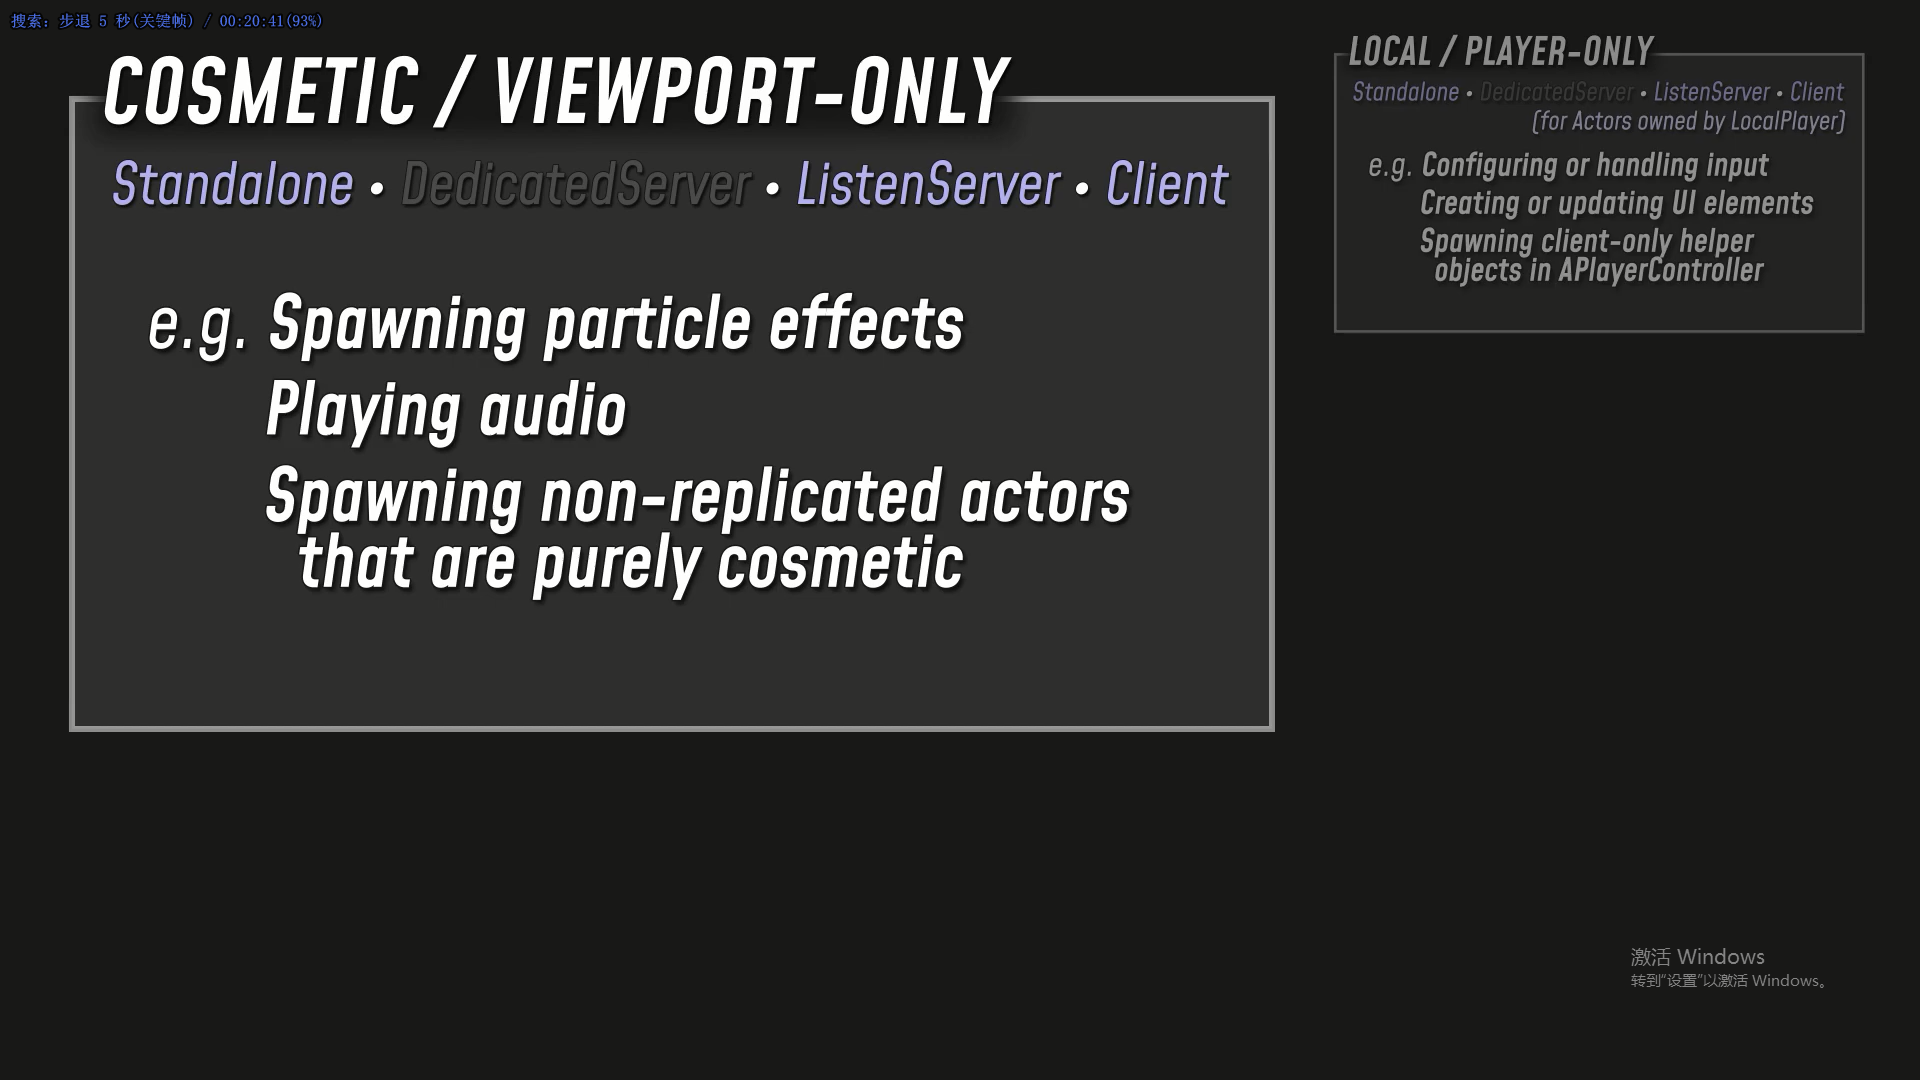 搜索: 步退 5 秒(关键帧) / 00:20:41(93%)
COSMETIC / VIEWPORT-ONLY
Standalone • DedicatedServer • ListenServer • Client
e.g. Spawning particle effects
Playing audio
Spawning non-replicated actors
that are purely cosmetic
LOCAL / PLAYER-ONLY
Standalone • DedicatedServer • ListenServer • Client
(for Actors owned by LocalPlayer)
e.g. Configuring or handling input
Creating or updating UI elements
Spawning client-only helper
objects in APlayerController
激活 Windows
转到“设置”以激活 Windows。